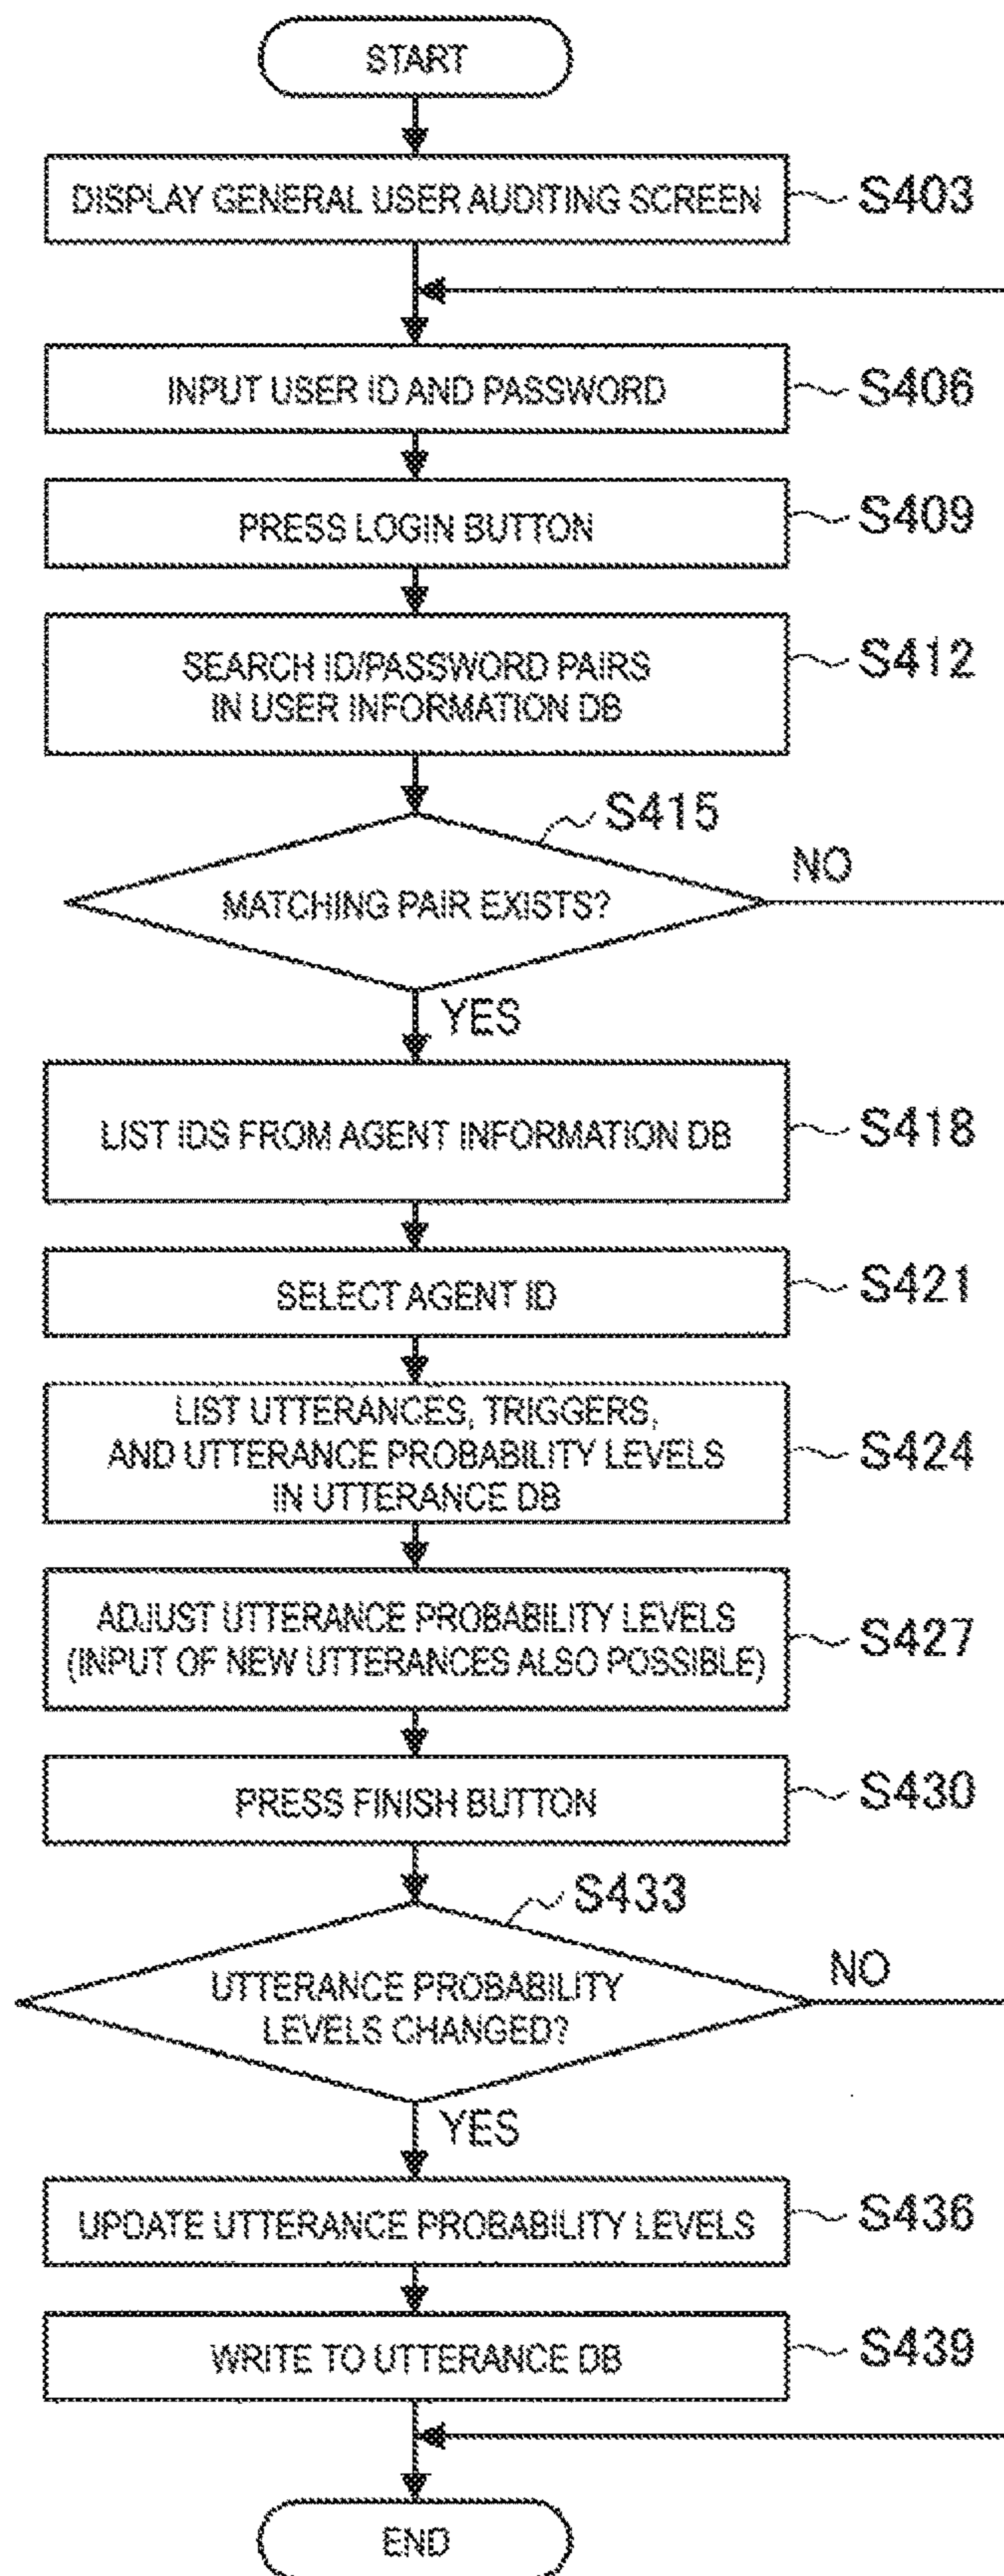 START
DISPLAY GENERAL USER AUDITING SCREEN
S403
INPUT USER ID AND PASSWORD
S406
PRESS LOGIN BUTTON
S409
SEARCH ID/PASSWORD PAIRS
IN USER INFORMATION DB
S412
S415
MATCHING PAIR EXISTS?
NO
YES
LIST IDS FROM AGENT INFORMATION DB
S418
SELECT AGENT ID
S421
LIST UTTERANCES, TRIGGERS,
AND UTTERANCE PROBABILITY LEVELS
IN UTTERANCE DB
S424
ADJUST UTTERANCE PROBABILITY LEVELS
(INPUT OF NEW UTTERANCES ALSO POSSIBLE)
S427
PRESS FINISH BUTTON
S430
S433
UTTERANCE PROBABILITY
LEVELS CHANGED?
NO
YES
UPDATE UTTERANCE PROBABILITY LEVELS
S436
WRITE TO UTTERANCE DB
S439
END